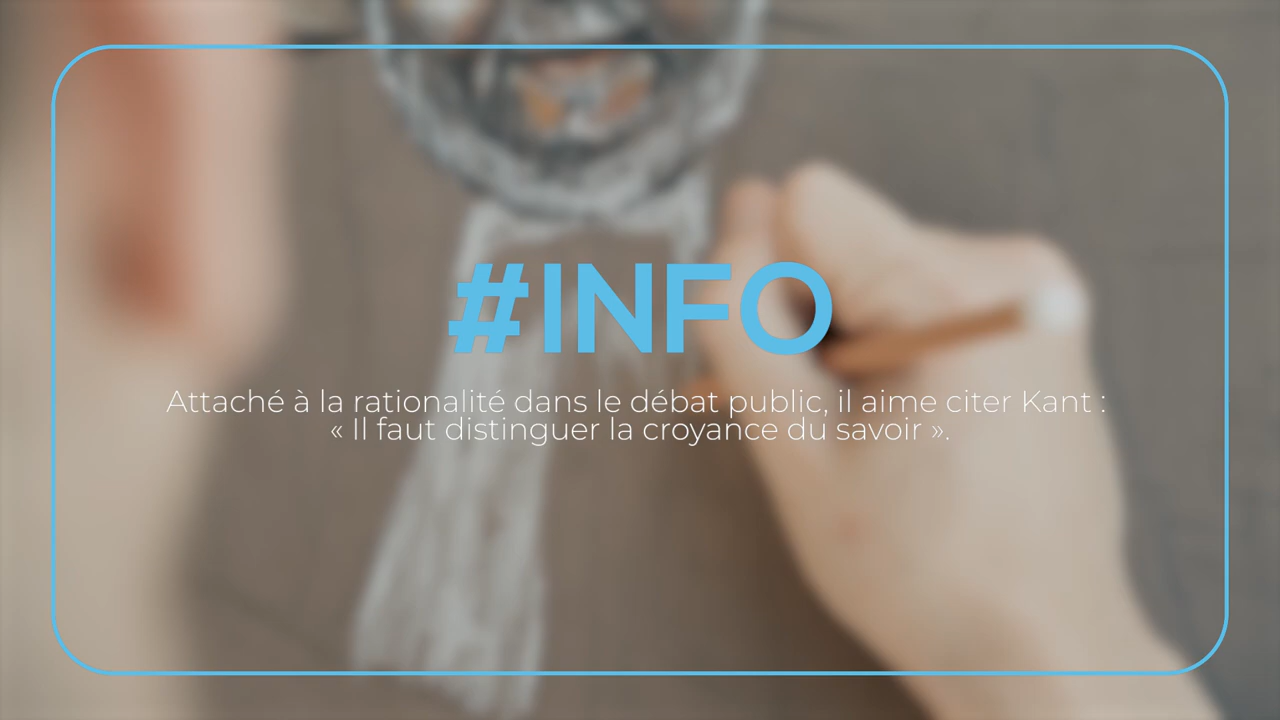 #INFO
Attaché à la rationalité dans le débat public, il aime citer Kant :
« Il faut distinguer la croyance du savoir ».